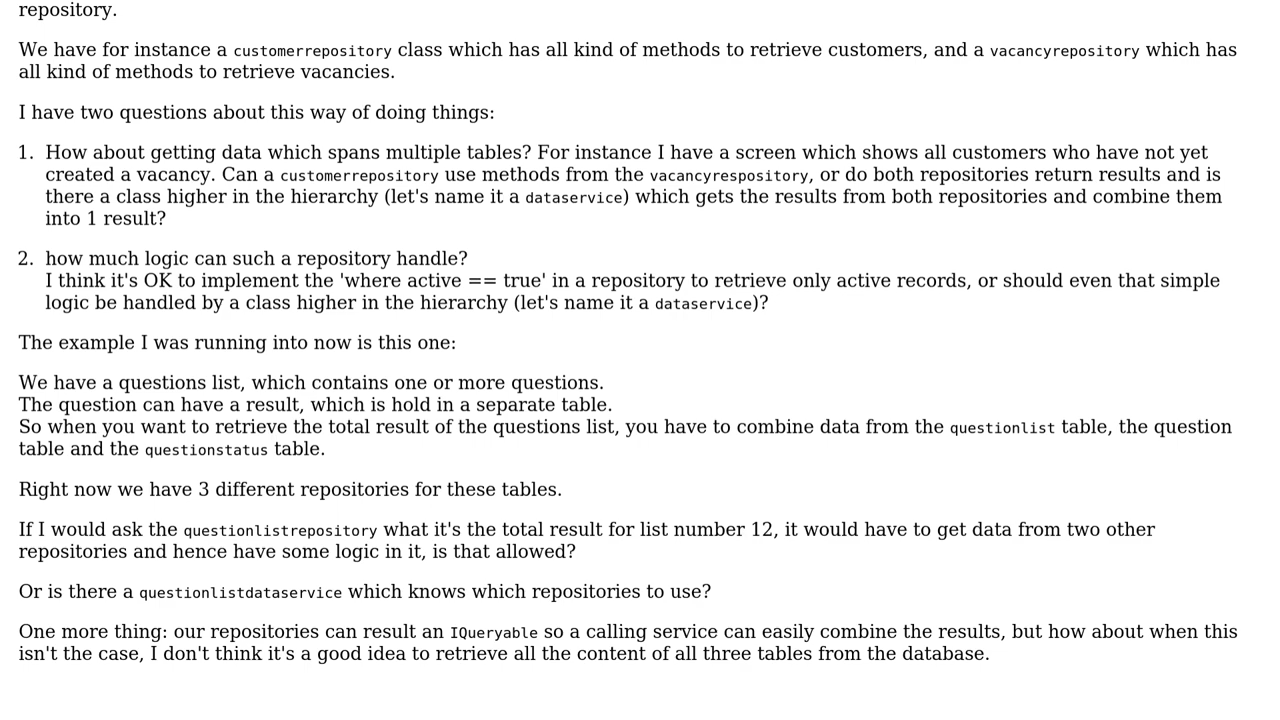 repository.
We have for instance a customerrepository class which has all kind of methods to retrieve customers, and a vacancyrepository which has
all kind of methods to retrieve vacancies.
I have two questions about this way of doing things:
1. How about getting data which spans multiple tables? For instance I have a screen which shows all customers who have not yet
created a vacancy. Can a customerrepository use methods from the vacancyrespository, or do both repositories return results and is
there a class higher in the hierarchy (let's name it a dataservice) which gets the results from both repositories and combine them
into 1 result?
2. how much logic can such a repository handle?
I think it's OK to implement the 'where active == true' in a repository to retrieve only active records, or should even that simple
logic be handled by a class higher in the hierarchy (let's name it a dataservice)?
The example I was running into now is this one:
We have a questions list, which contains one or more questions.
The question can have a result, which is hold in a separate table.
So when you want to retrieve the total result of the questions list, you have to combine data from the questionlist table, the question
table and the questionstatus table.
Right now we have 3 different repositories for these tables.
If I would ask the questionlistrepository what it's the total result for list number 12, it would have to get data from two other
repositories and hence have some logic in it, is that allowed?
Or is there a questionlistdataservice which knows which repositories to use?
One more thing: our repositories can result an IQueryable so a calling service can easily combine the results, but how about when this
isn't the case, I don't think it's a good idea to retrieve all the content of all three tables from the database.